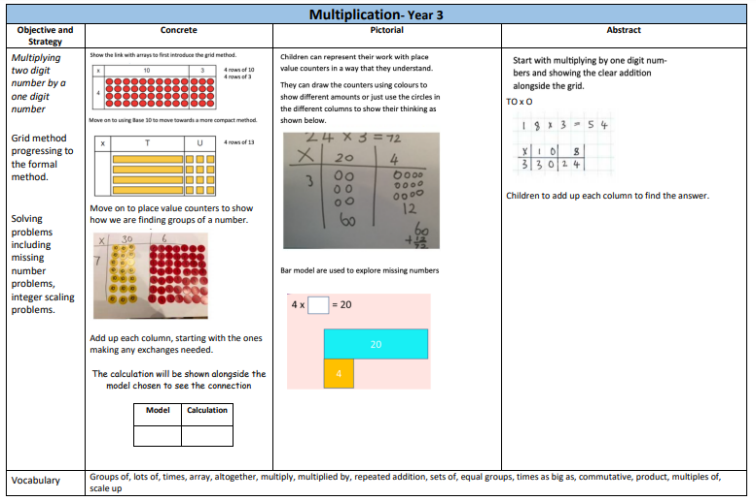 Multiplication- Year 3
Objective and
Strategy
Concrete
Pictorial
Abstract
Multiplying
two digit
number by a
one digit
number
Grid method
progressing to
the formal
method.
Solving
problems
including
missing
number
problems,
integer scaling
problems.
Show the link with arrays to first introduce the grid method.
x 10 3
4
4 rows of 10
4 rows of 3
Move on to using Base 10 to move towards a more compact method.
X T U
4 rows of 13
Move on to place value counters to show
how we are finding groups of a number.
X 30 6
7
Add up each column, starting with the ones
making any exchanges needed.
The calculation will be shown alongside the
model chosen to see the connection
Model Calculation
Children can represent their work with place
value counters in a way that they understand.
They can draw the counters using colours to
show different amounts or just use the circles in
the different columns to show their thinking as
shown below.
24 x 3 = 72
X 20 4
3
60 12
60
+12
72
Bar model are used to explore missing numbers
4 x = 20
20
4
Start with multiplying by one digit num-
bers and showing the clear addition
alongside the grid.
TO x O
18 x 3 = 54
x 10 8
3 30 24
Children to add up each column to find the answer.
Vocabulary
Groups of, lots of, times, array, altogether, multiply, multiplied by, repeated addition, sets of, equal groups, times as big as, commutative, product, multiples of,
scale up